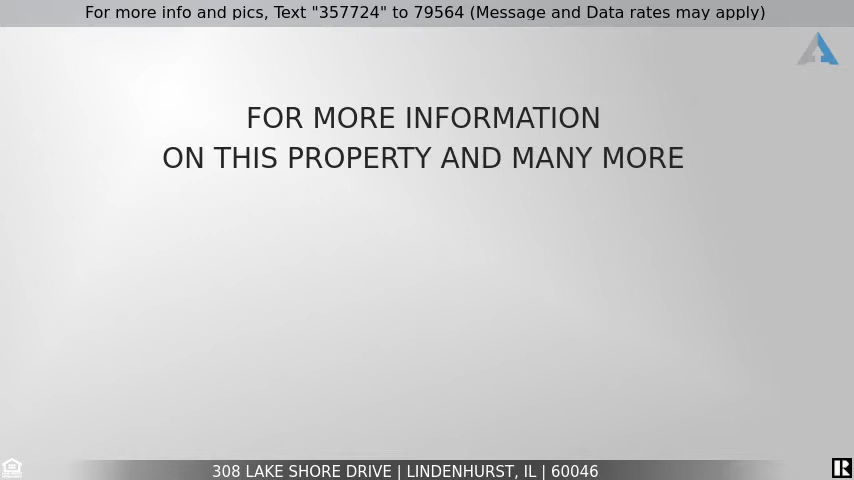 For more info and pics, Text "357724" to 79564 (Message and Data rates may apply)
FOR MORE INFORMATION
ON THIS PROPERTY AND MANY MORE
308 LAKE SHORE DRIVE | LINDENHURST, IL | 60046